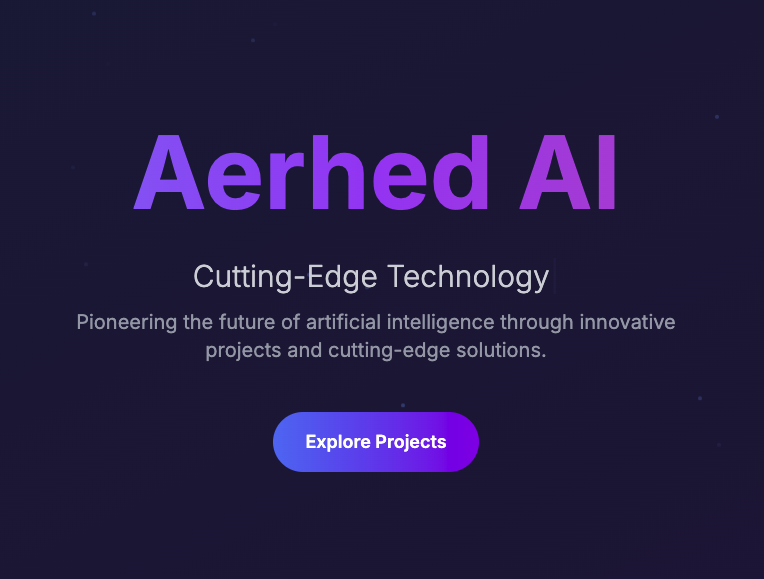 Aerhed AI
Cutting-Edge Technology
Pioneering the future of artificial intelligence through innovative
projects and cutting-edge solutions.
Explore Projects